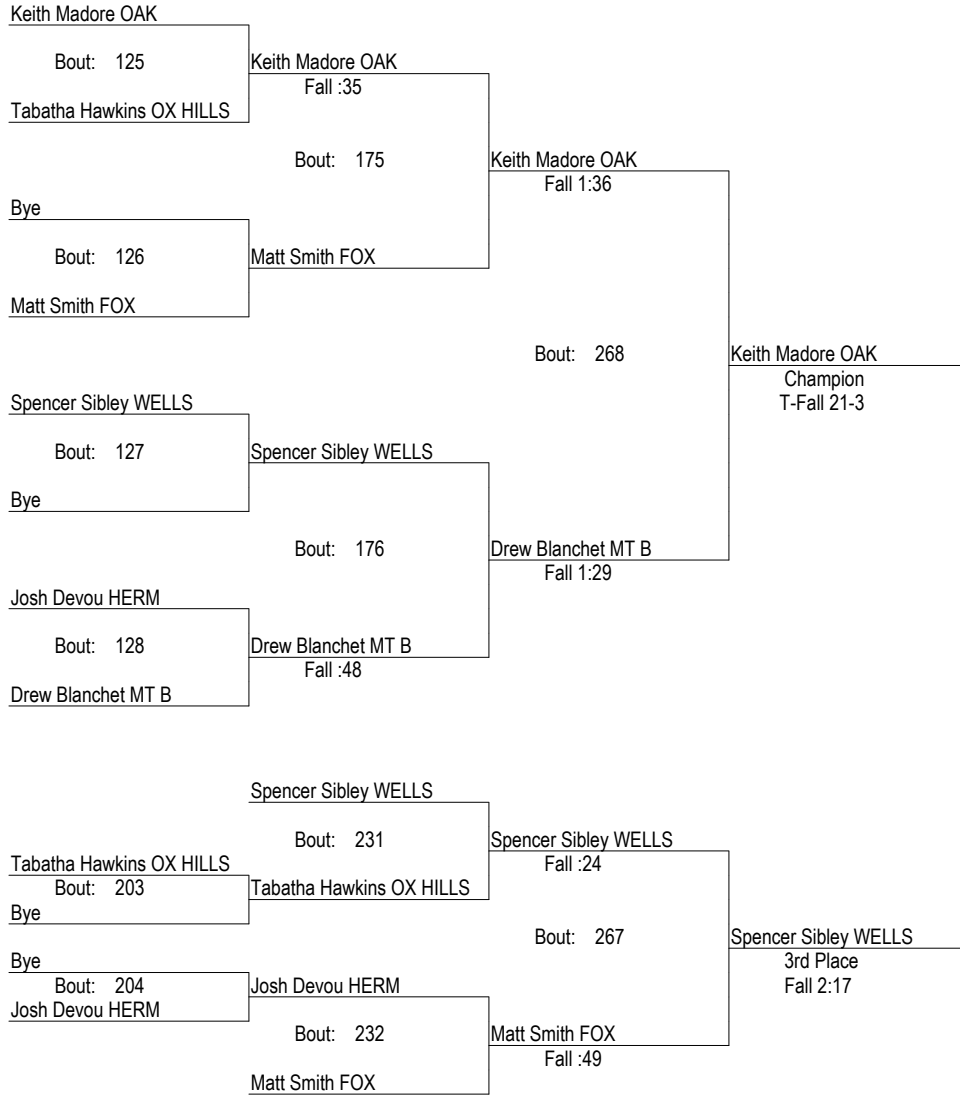 Keith Madore OAK
Bout: 125
Keith Madore OAK
Fall :35
Tabatha Hawkins OX HILLS
Bout: 175
Keith Madore OAK
Fall 1:36
Bye
Bout: 126
Matt Smith FOX
Matt Smith FOX
Bout: 268
Keith Madore OAK
Champion
T-Fall 21-3
Spencer Sibley WELLS
Bout: 127
Spencer Sibley WELLS
Bye
Bout: 176
Drew Blanchet MT B
Fall 1:29
Josh Devou HERM
Bout: 128
Drew Blanchet MT B
Fall :48
Drew Blanchet MT B
Spencer Sibley WELLS
Bout: 231
Spencer Sibley WELLS
Fall :24
Tabatha Hawkins OX HILLS
Bout: 203
Tabatha Hawkins OX HILLS
Bye
Bout: 267
Spencer Sibley WELLS
3rd Place
Fall 2:17
Bye
Bout: 204
Josh Devou HERM
Josh Devou HERM
Bout: 232
Matt Smith FOX
Fall :49
Matt Smith FOX